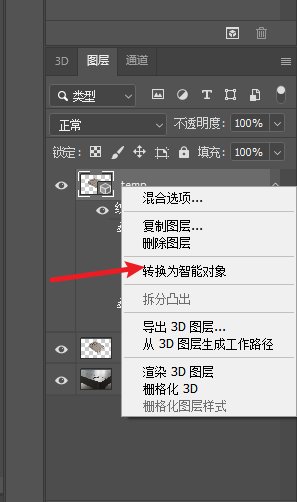 3D 图层 通道
类型
正常 不透明度: 100%
锁定: 填充: 100%
temp
混合选项...
复制图层...
删除图层
转换为智能对象
拆分凸出
导出 3D 图层...
从 3D 图层生成工作路径
渲染 3D 图层
栅格化 3D
栅格化图层样式